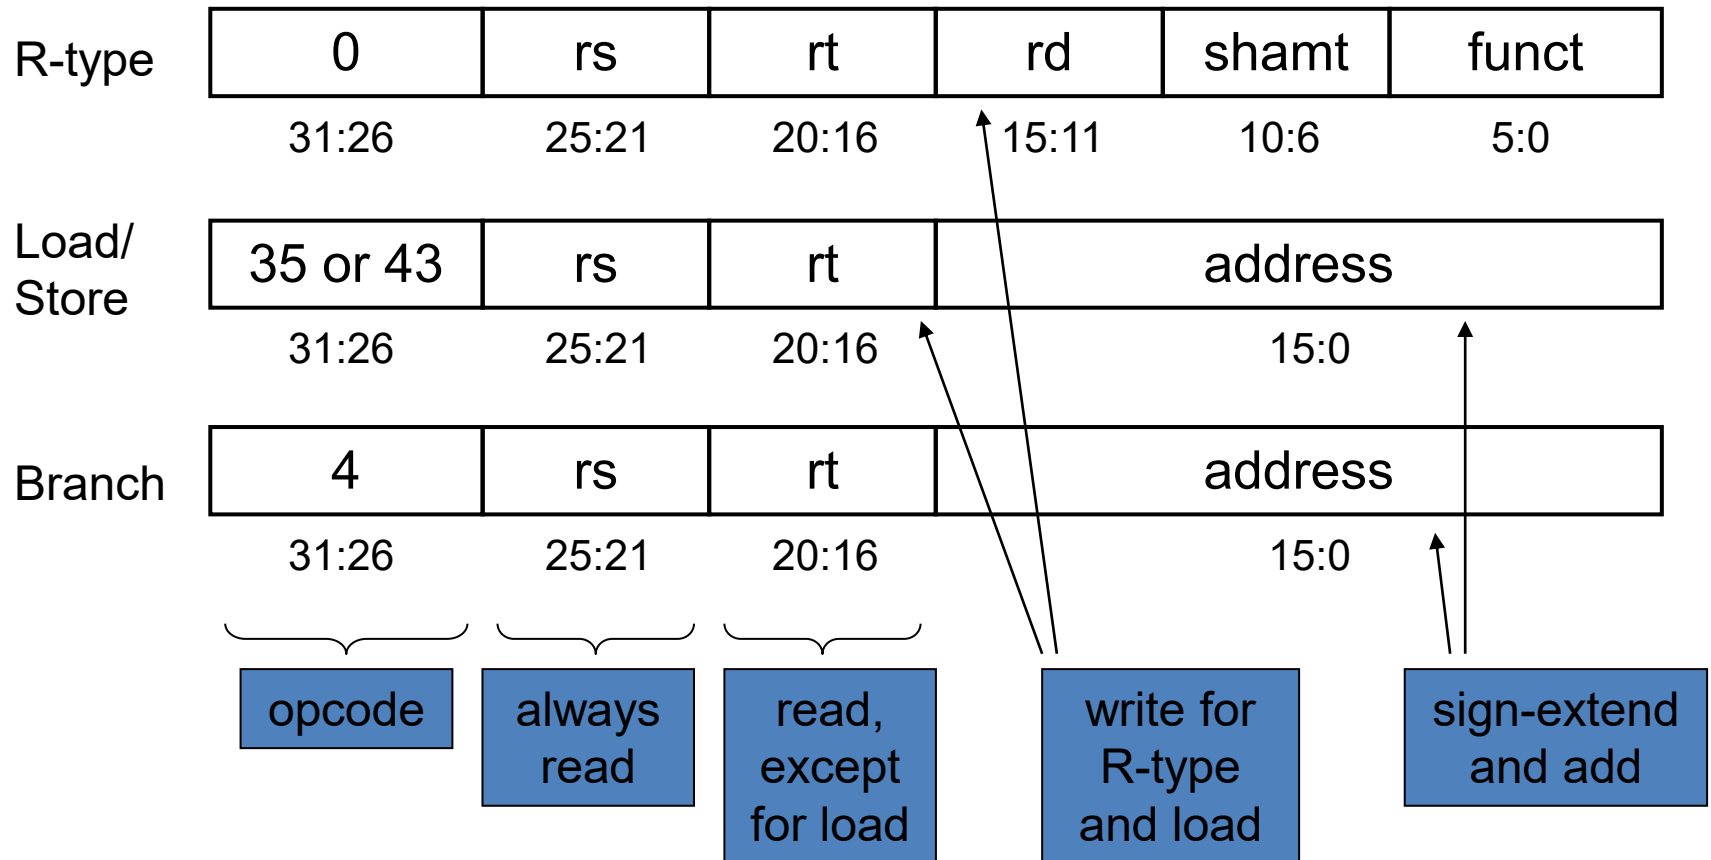 R-type 0 rs rt rd shamt funct
31:26 25:21 20:16 15:11 10:6 5:0
Load/
Store
35 or 43 rs rt address
31:26 25:21 20:16 15:0
Branch 4 rs rt address
31:26 25:21 20:16 15:0
opcode
always
read
read,
except
for load
write for
R-type
and load
sign-extend
and add